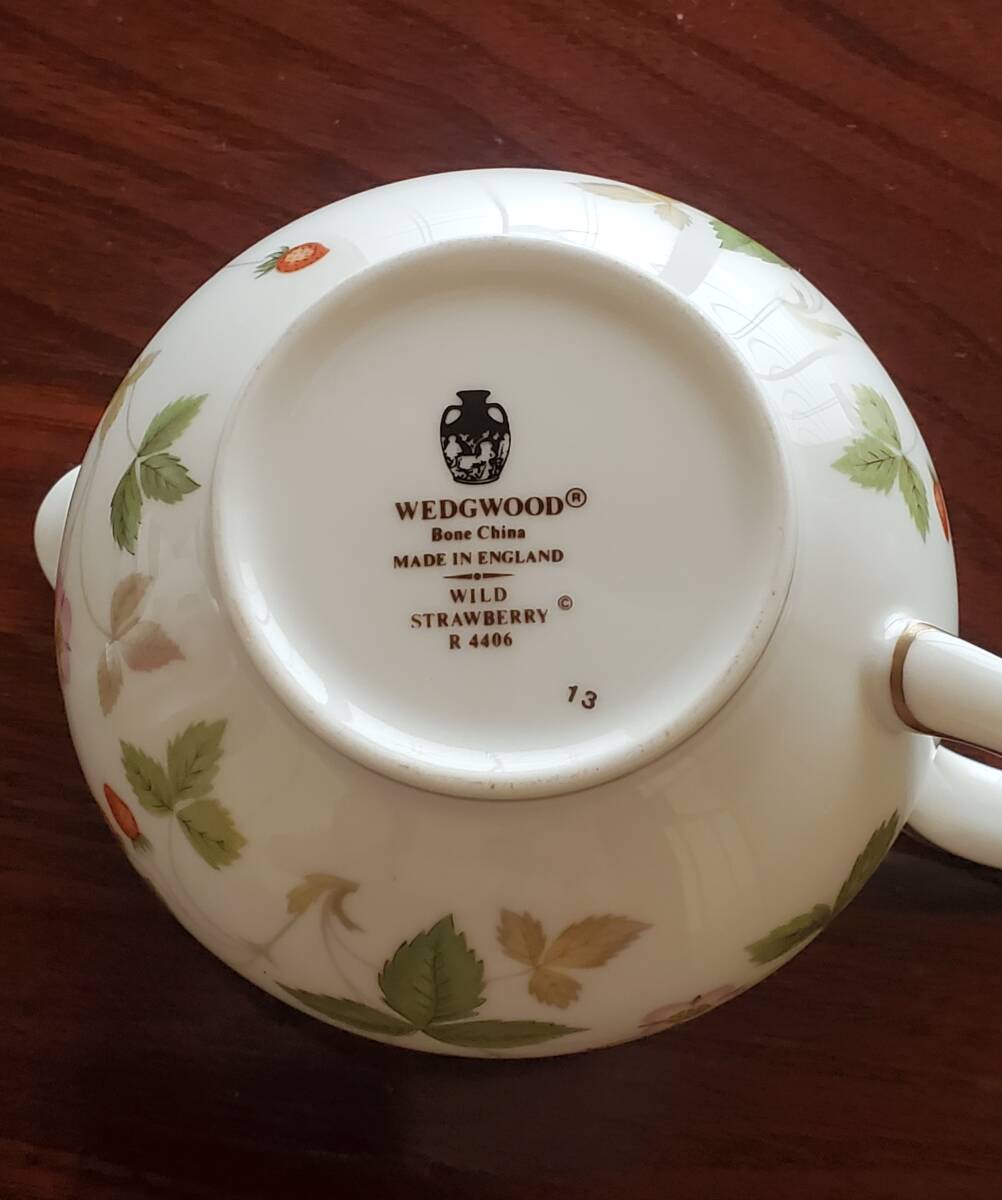 WEDGWOOD®
Bone China
MADE IN ENGLAND
WILD
STRAWBERRY ©
R 4406
13